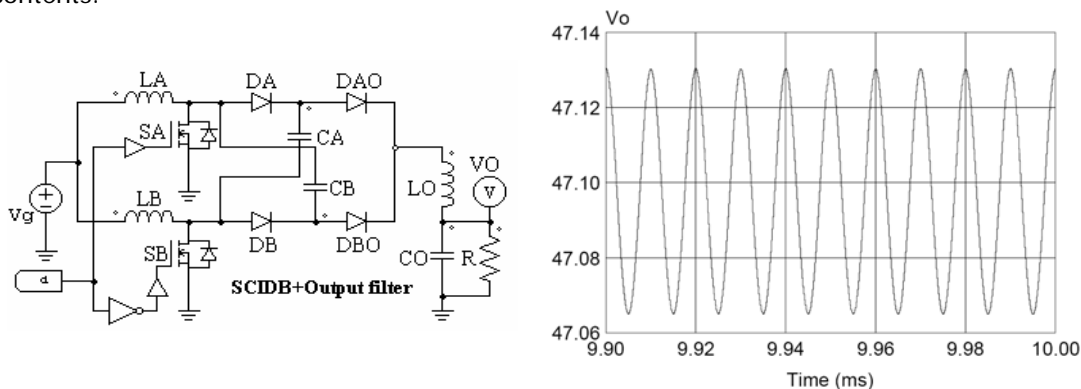 LA
DA
DAO
SA
CA
CB
LO
VO
V
Vg
LB
DB
DBO
SB
CO
R
d
SCIDB+Output filter
Vo
47.14
47.12
47.10
47.08
47.06
9.90
9.92
9.94
9.96
9.98
10.00
Time (ms)